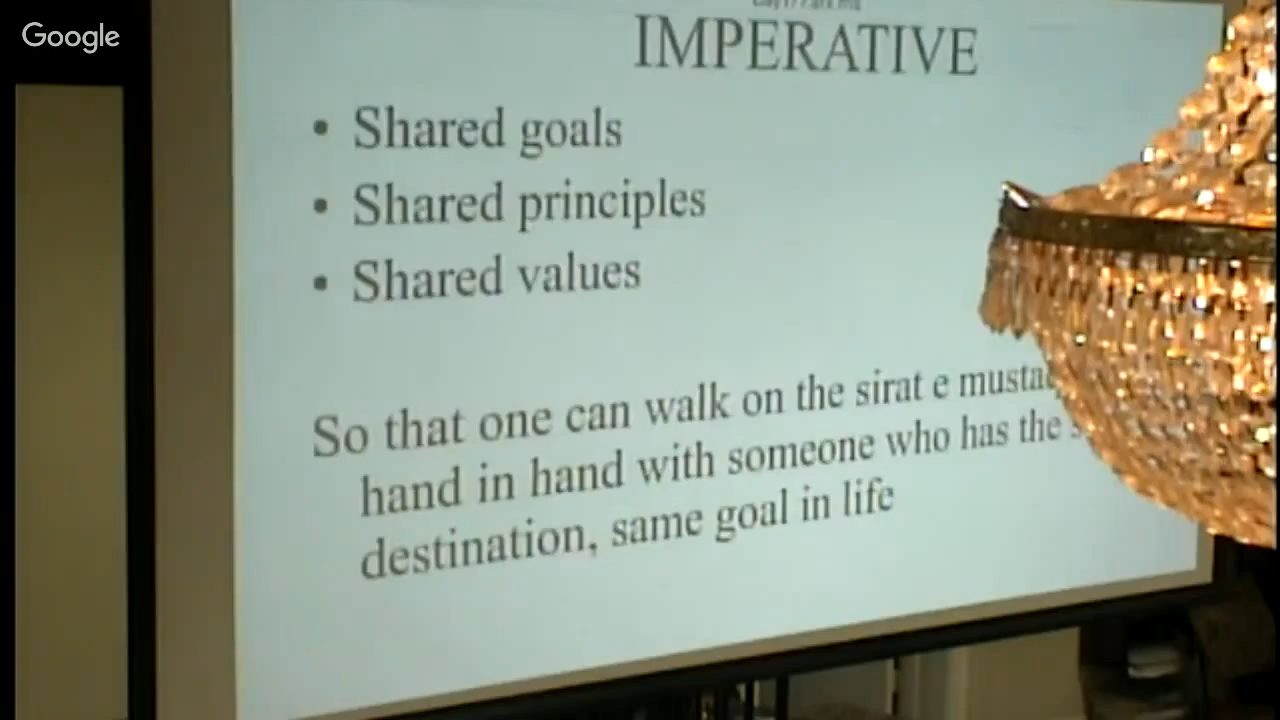 Google
IMPERATIVE
• Shared goals
• Shared principles
• Shared values
So that one can walk on the sirat e
hand in hand with someone who has the
destination, same goal in life